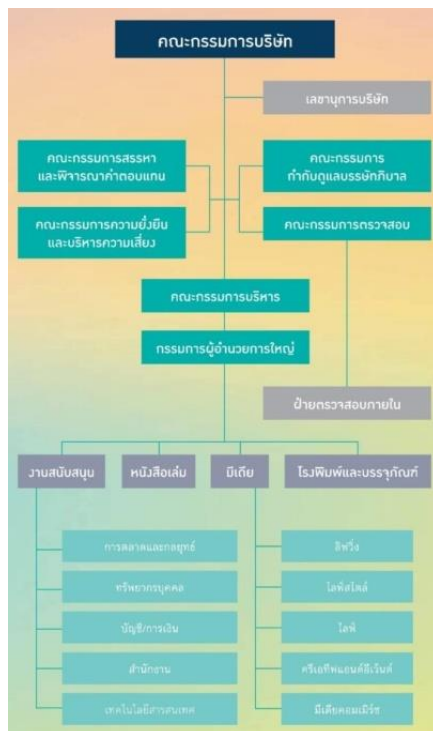 คณะกรรมการบริษัท
เลขานุการบริษัท
คณะกรรมการสรรหา
และพิจารณาค่าตอบแทน
คณะกรรมการ
กำกับดูแลบรรษัทภิบาล
คณะกรรมการความยั่งยืน
และบริหารความเสี่ยง
คณะกรรมการตรวจสอบ
คณะกรรมการบริหาร
กรรมการผู้อำนวยการใหญ่
ฝ่ายตรวจสอบภายใน
งานสนับสนุน
หนังสือเล่ม
มีเดีย
โรงพิมพ์และบรรจุภัณฑ์
การตลาดและกลยุทธ์
ทรัพยากรบุคคล
บัญชี/การเงิน
สำนักงาน
เทคโนโลยีสารสนเทศ
ลิฟวิ่ง
ไลฟ์สไตล์
ไลฟ์
ครีเอทีฟแอนด์อีเว้นต์
มีเดียคอมเมิร์ซ